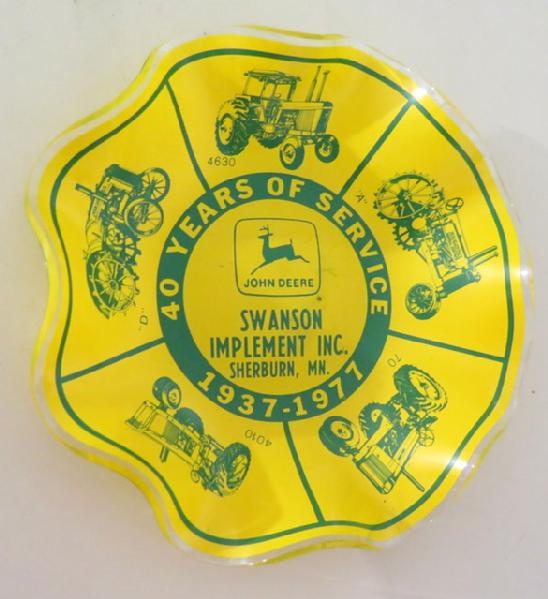 4630
40 YEARS OF SERVICE
"A"
JOHN DEERE
"D"
SWANSON
IMPLEMENT INC.
SHERBURN, MN.
1937-1977
70
4010